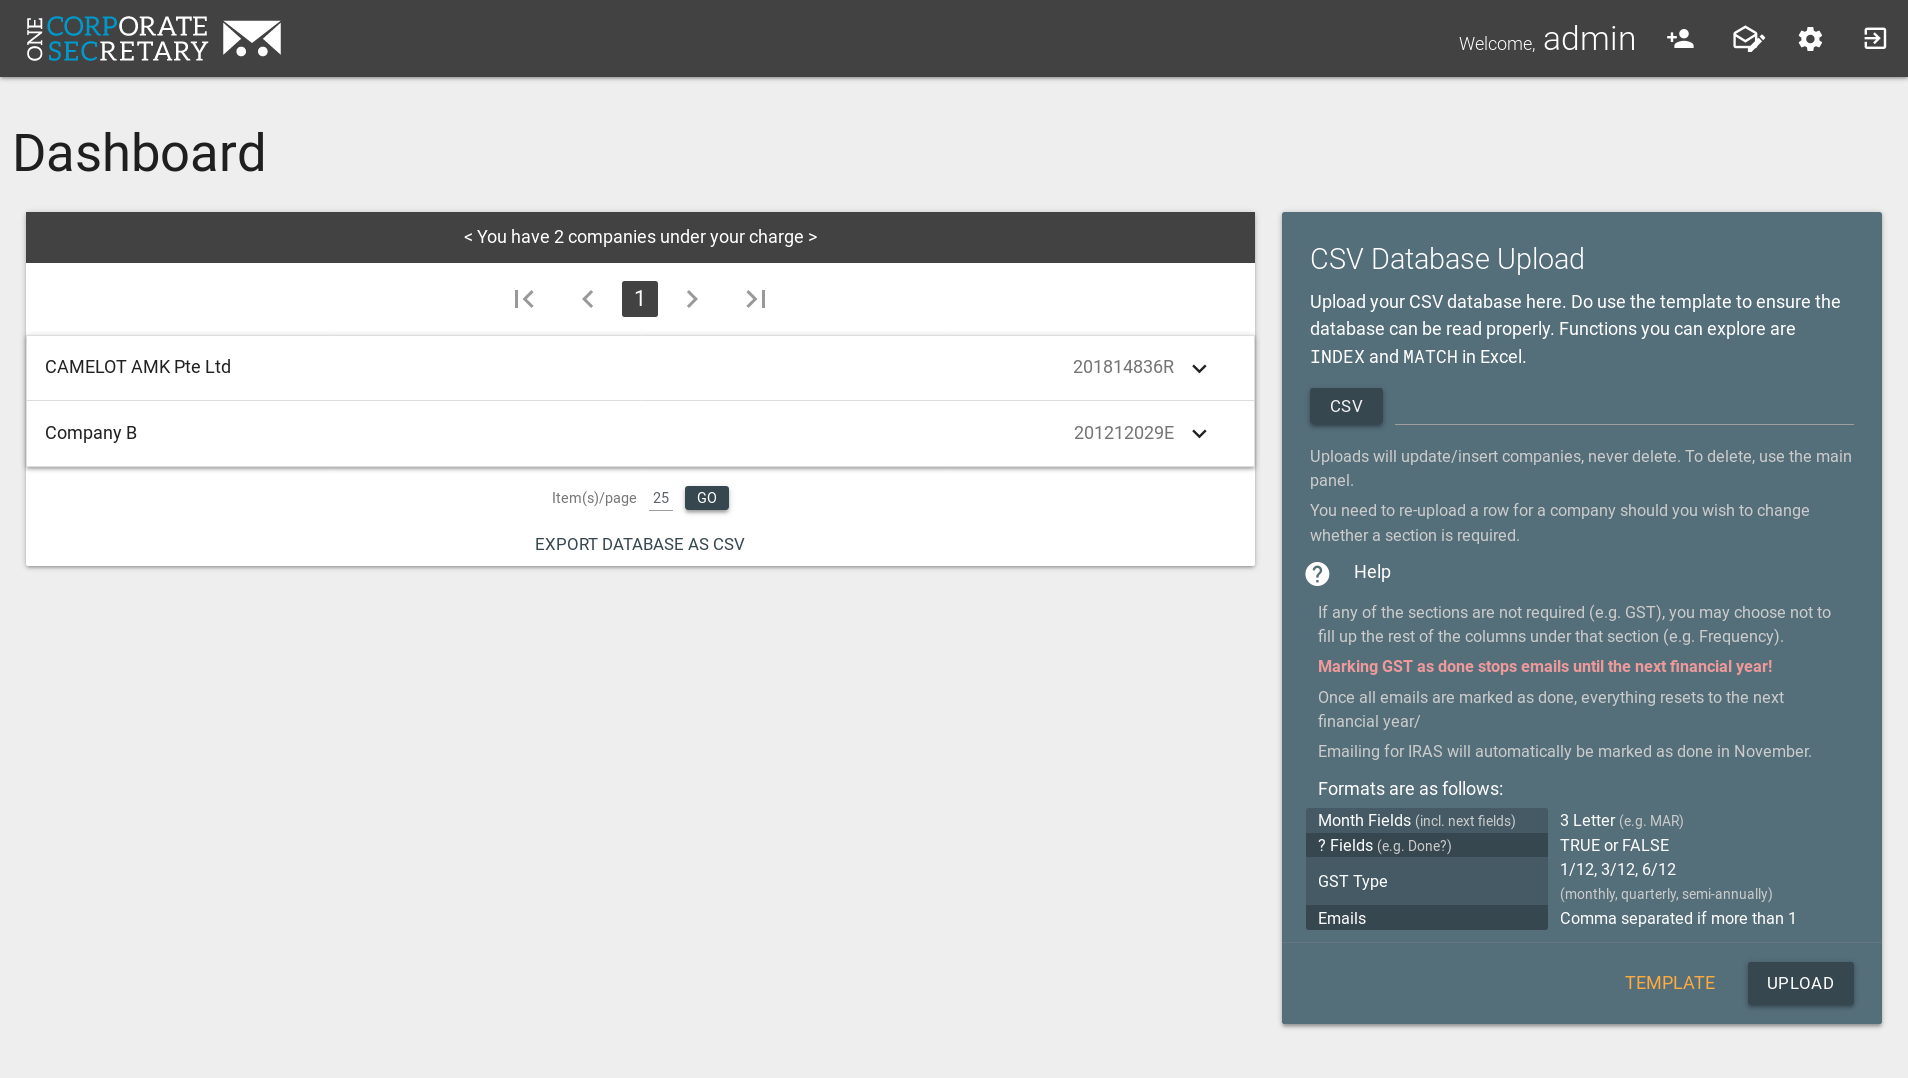 ONE CORPORATE SECRETARY
Welcome, admin
Dashboard
< You have 2 companies under your charge >
1
CAMELOT AMK Pte Ltd 201814836R
Company B 201212029E
Item(s)/page 25 GO
EXPORT DATABASE AS CSV
CSV Database Upload
Upload your CSV database here. Do use the template to ensure the
database can be read properly. Functions you can explore are
INDEX and MATCH in Excel.
CSV
Uploads will update/insert companies, never delete. To delete, use the main
panel.
You need to re-upload a row for a company should you wish to change
whether a section is required.
? Help
If any of the sections are not required (e.g. GST), you may choose not to
fill up the rest of the columns under that section (e.g. Frequency).
Marking GST as done stops emails until the next financial year!
Once all emails are marked as done, everything resets to the next
financial year/
Emailing for IRAS will automatically be marked as done in November.
Formats are as follows:
Month Fields (incl. next fields) 3 Letter (e.g. MAR)
? Fields (e.g. Done?) TRUE or FALSE
GST Type 1/12, 3/12, 6/12
(monthly, quarterly, semi-annually)
Emails Comma separated if more than 1
TEMPLATE UPLOAD